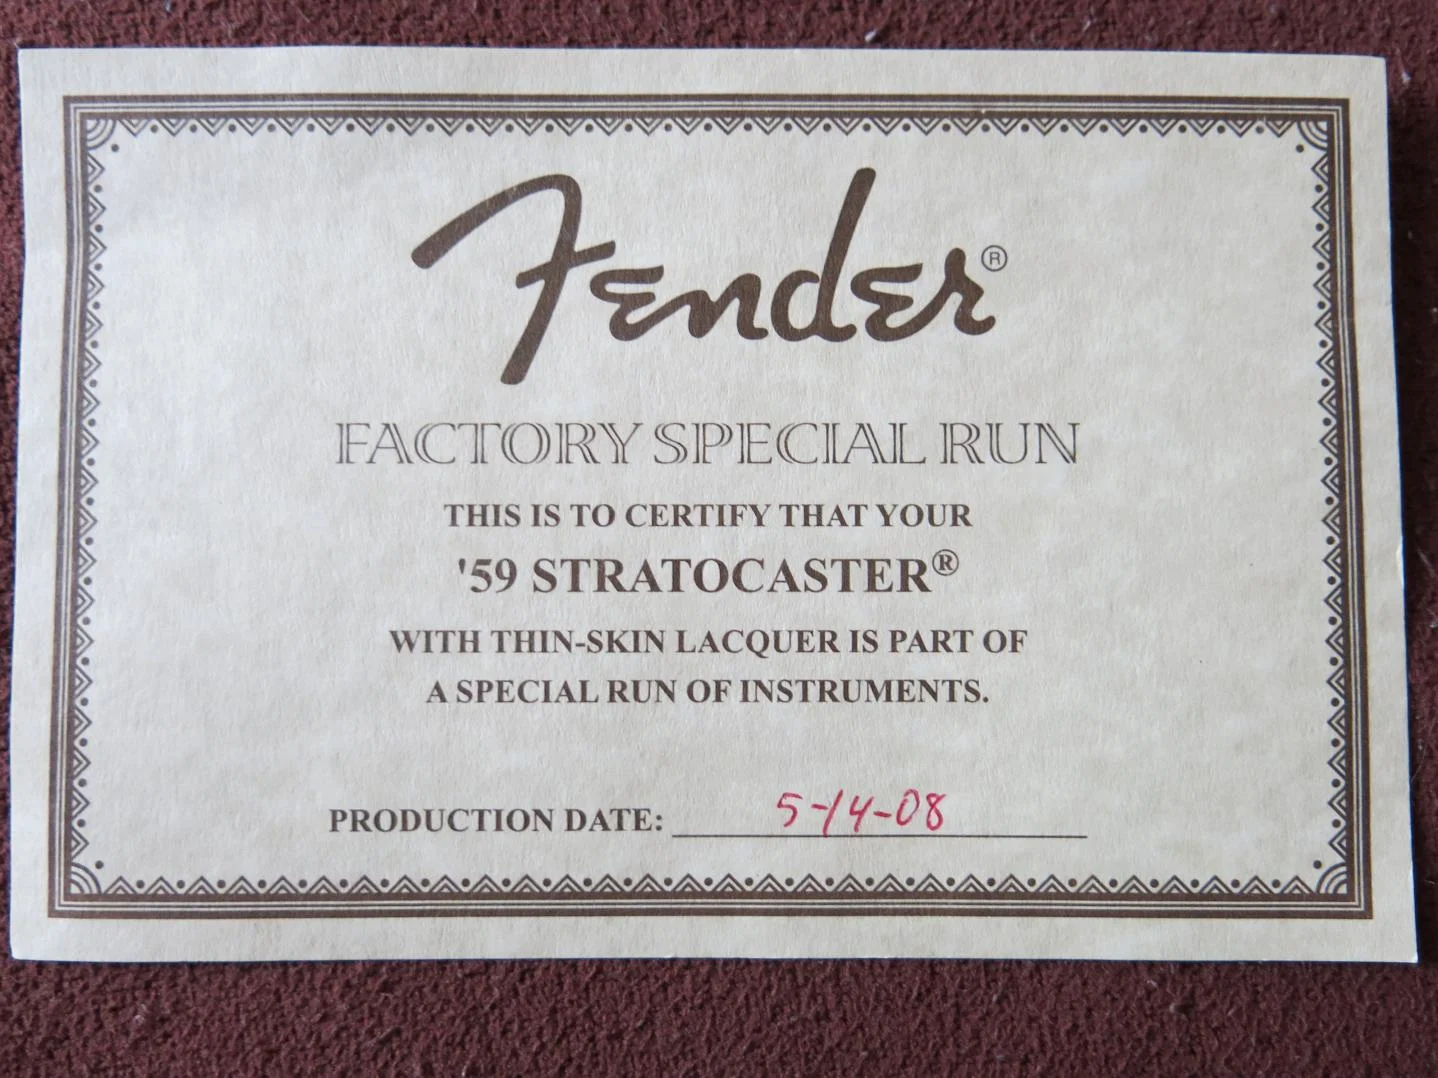 Fender®
FACTORY SPECIAL RUN
THIS IS TO CERTIFY THAT YOUR
'59 STRATOCASTER®
WITH THIN-SKIN LACQUER IS PART OF
A SPECIAL RUN OF INSTRUMENTS.
PRODUCTION DATE: 5-14-08